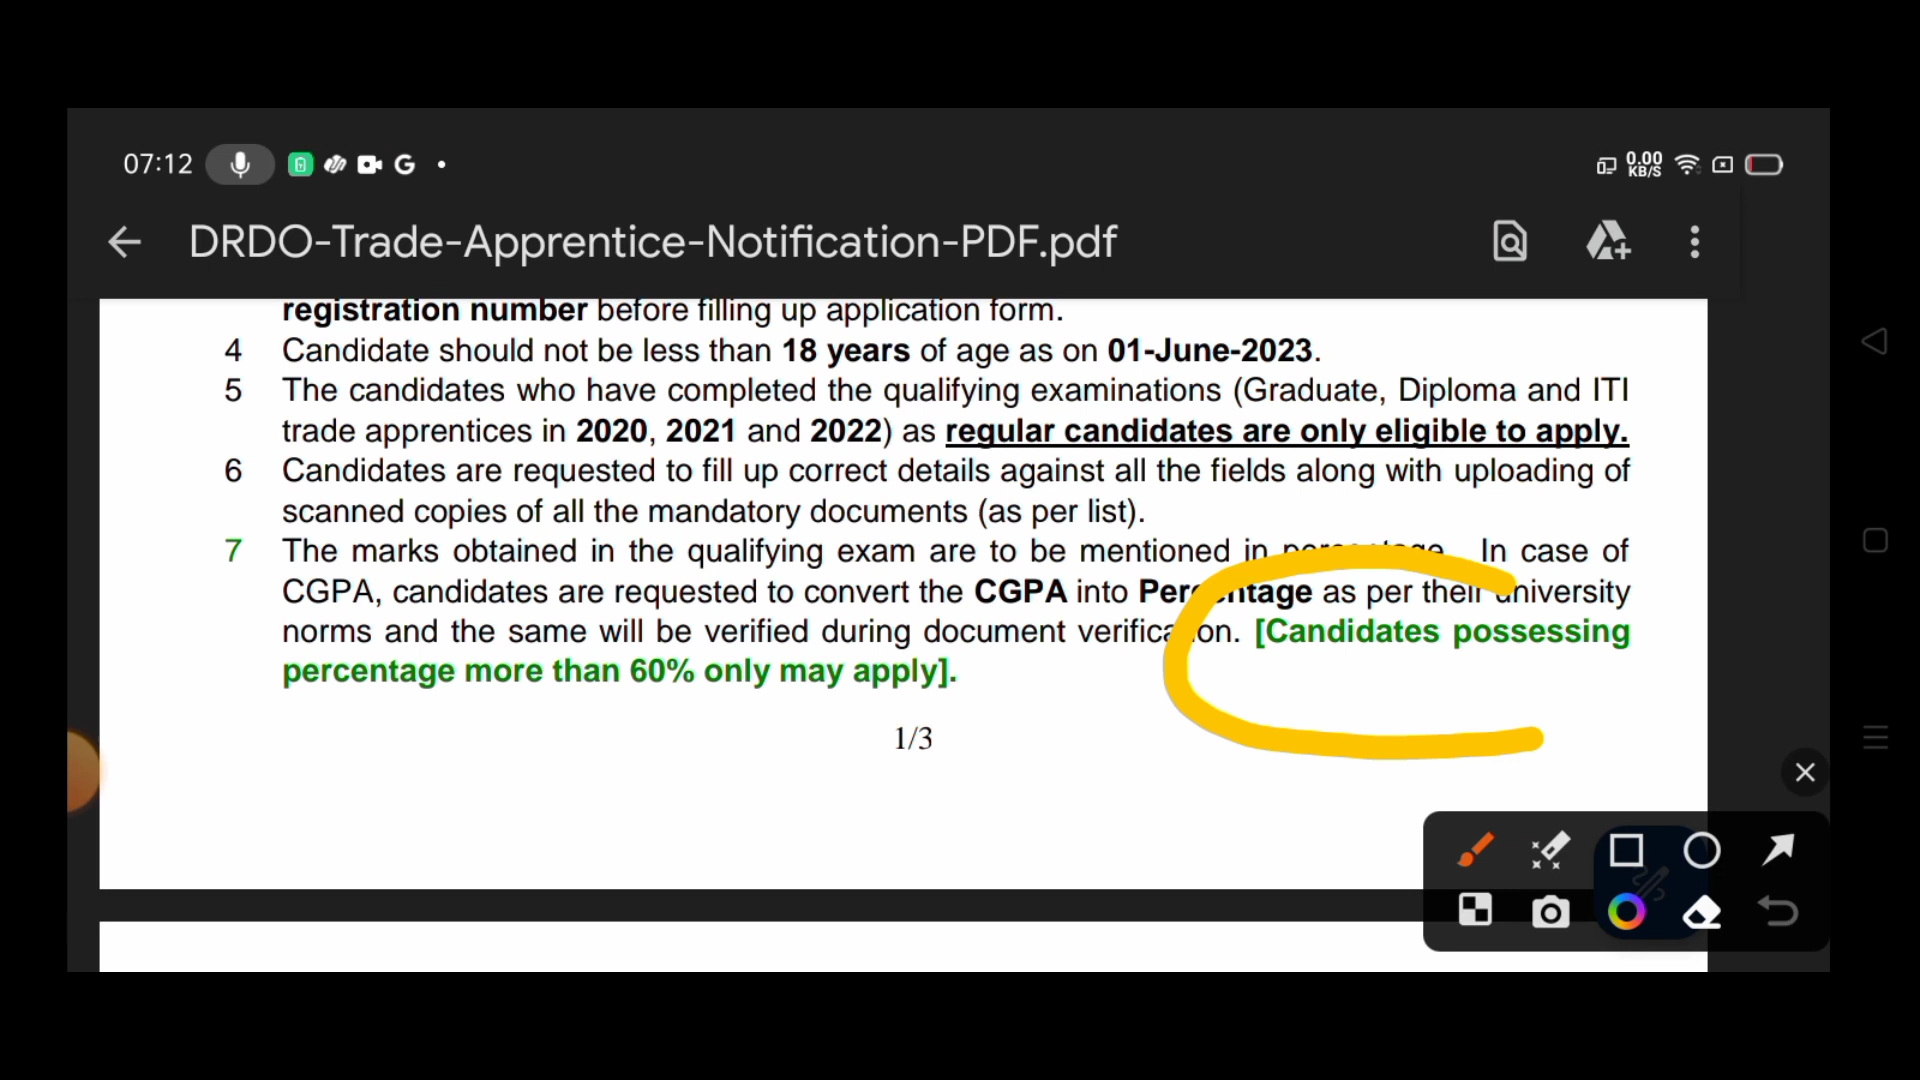 07:12
0.00
KB/S
DRDO-Trade-Apprentice-Notification-PDF.pdf
registration number before filling up application form.
4 Candidate should not be less than 18 years of age as on 01-June-2023.
5 The candidates who have completed the qualifying examinations (Graduate, Diploma and ITI
trade apprentices in 2020, 2021 and 2022) as regular candidates are only eligible to apply.
6 Candidates are requested to fill up correct details against all the fields along with uploading of
scanned copies of all the mandatory documents (as per list).
7 The marks obtained in the qualifying exam are to be mentioned in percentage. In case of
CGPA, candidates are requested to convert the CGPA into Percentage as per their university
norms and the same will be verified during document verification. [Candidates possessing
percentage more than 60% only may apply].
1/3